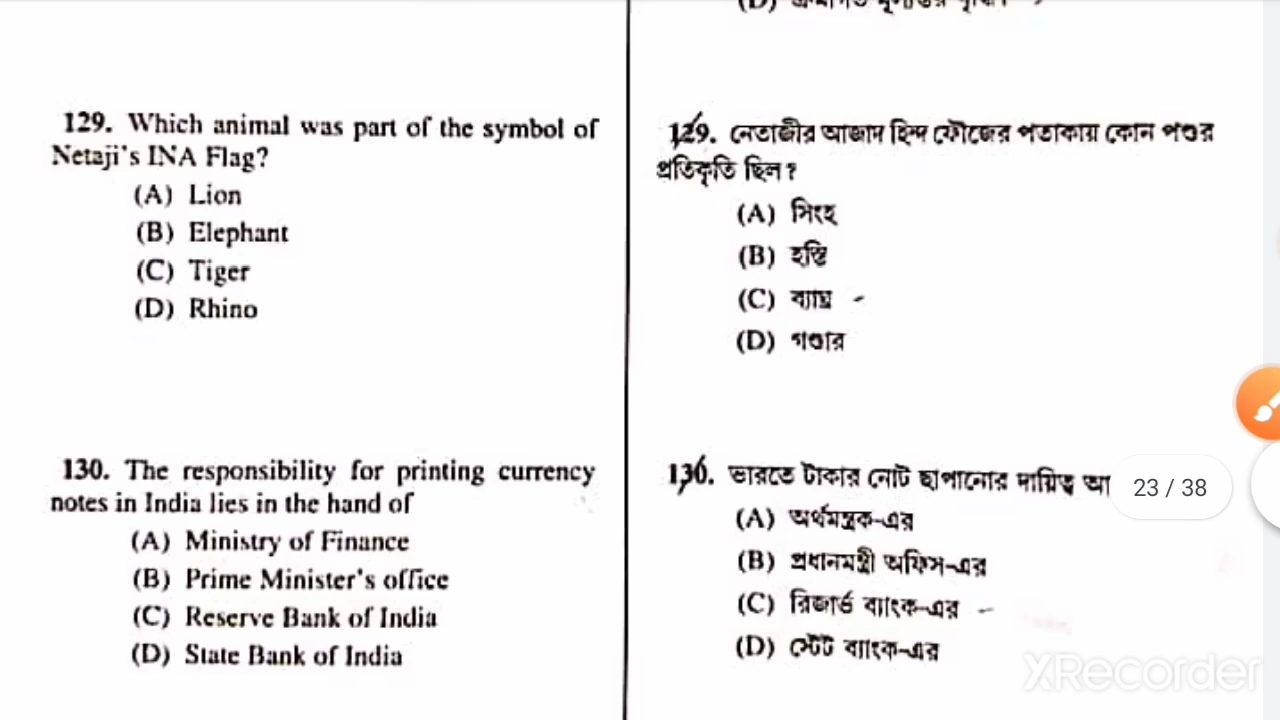 129. Which animal was part of the symbol of
Netaji's INA Flag?
(A) Lion
(B) Elephant
(C) Tiger
(D) Rhino
130. The responsibility for printing currency
notes in India lies in the hand of
(A) Ministry of Finance
(B) Prime Minister's office
(C) Reserve Bank of India
(D) State Bank of India
129. নেতাজীর আজাদ হিন্দ ফৌজের পতাকায় কোন পশুর
প্রতিকৃতি ছিল?
(A) সিংহ
(B) হস্তি
(C) ব্যাঘ্র
(D) গণ্ডার
130. ভারতে টাকার নোট ছাপানোর দায়িত্ব আ
(A) অর্থমন্ত্রক-এর
(B) প্রধানমন্ত্রী অফিস-এর
(C) রিজার্ভ ব্যাংক-এর
(D) স্টেট ব্যাংক-এর
23 / 38
XRecorder